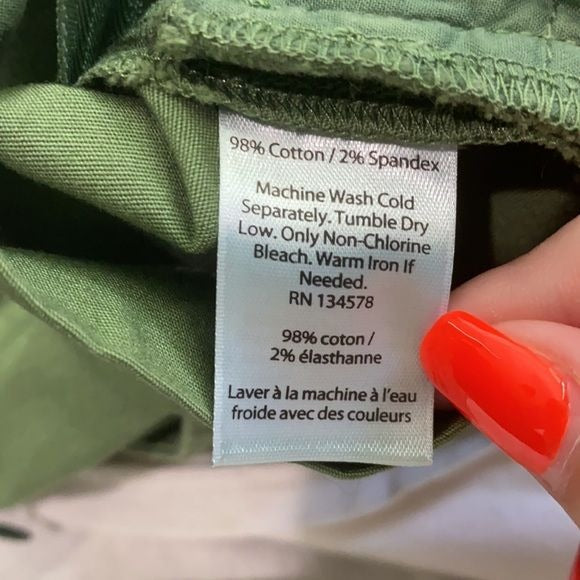 98% Cotton / 2% Spandex
Machine Wash Cold
Separately. Tumble Dry
Low. Only Non-Chlorine
Bleach. Warm Iron If
Needed.
RN 134578
98% coton /
2% élasthanne
Laver à la machine à l'eau
froide avec des couleurs